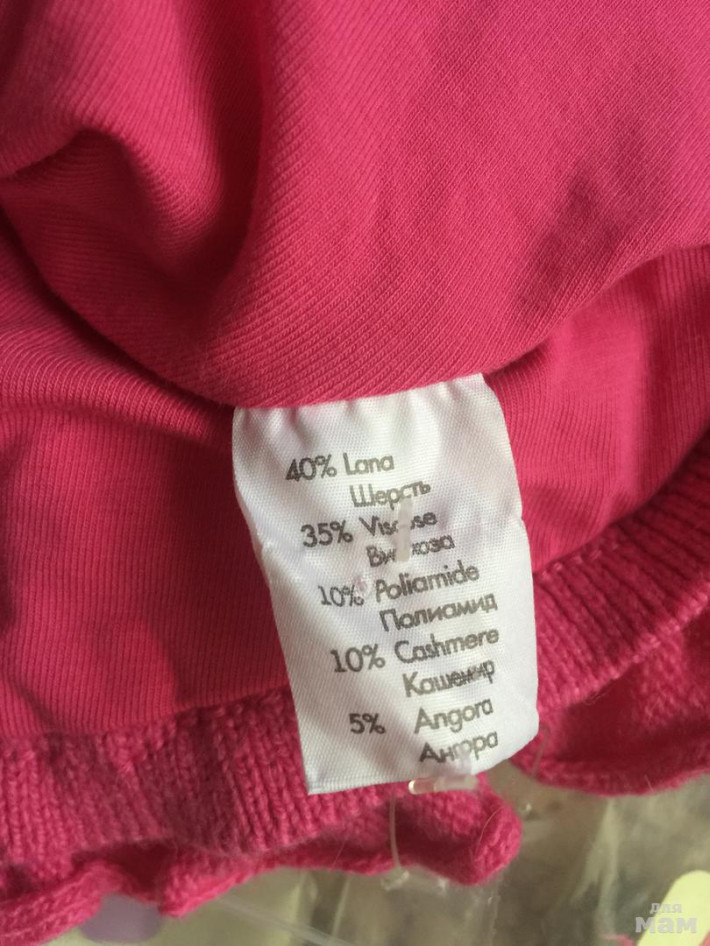 40% Lana
Шерсть
35% Viscose
Вискоза
10% Poliamide
Полиамид
10% Cashmere
Кашемир
5% Angora
Ангора
для
мам